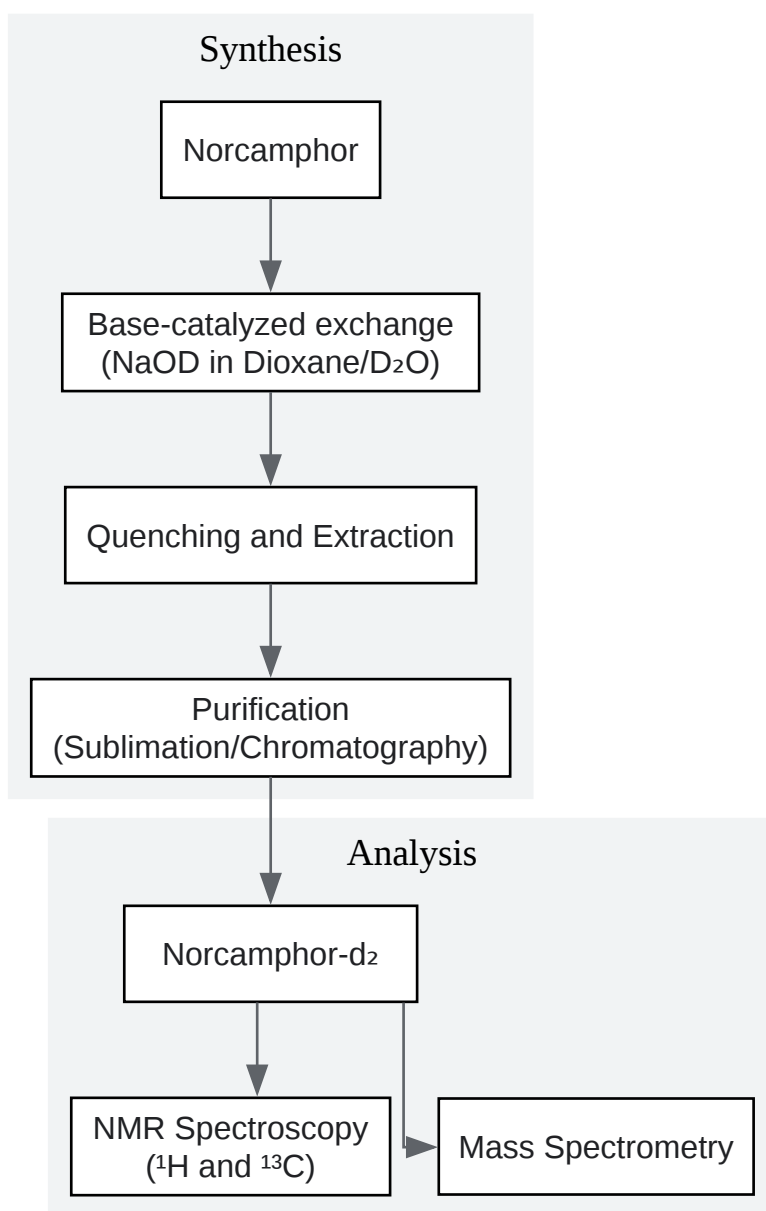 Synthesis
Norcamphor
Base-catalyzed exchange
(NaOD in Dioxane/D₂O)
Quenching and Extraction
Purification
(Sublimation/Chromatography)
Analysis
Norcamphor-d₂
NMR Spectroscopy
(¹H and ¹³C)
Mass Spectrometry